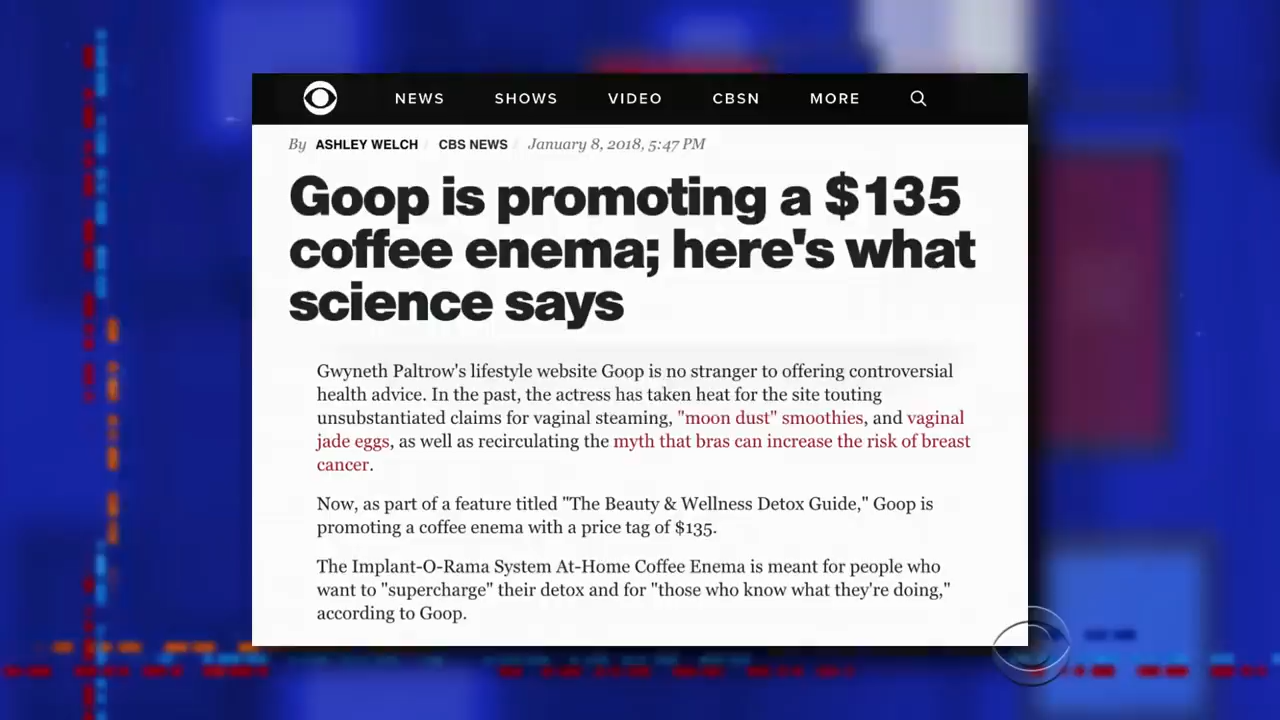 NEWS SHOWS VIDEO CBSN MORE
By ASHLEY WELCH / CBS NEWS / January 8, 2018, 5:47 PM
Goop is promoting a $135
coffee enema; here's what
science says
Gwyneth Paltrow's lifestyle website Goop is no stranger to offering controversial
health advice. In the past, the actress has taken heat for the site touting
unsubstantiated claims for vaginal steaming, "moon dust" smoothies, and vaginal
jade eggs, as well as recirculating the myth that bras can increase the risk of breast
cancer.
Now, as part of a feature titled "The Beauty & Wellness Detox Guide," Goop is
promoting a coffee enema with a price tag of $135.
The Implant-O-Rama System At-Home Coffee Enema is meant for people who
want to "supercharge" their detox and for "those who know what they're doing,"
according to Goop.